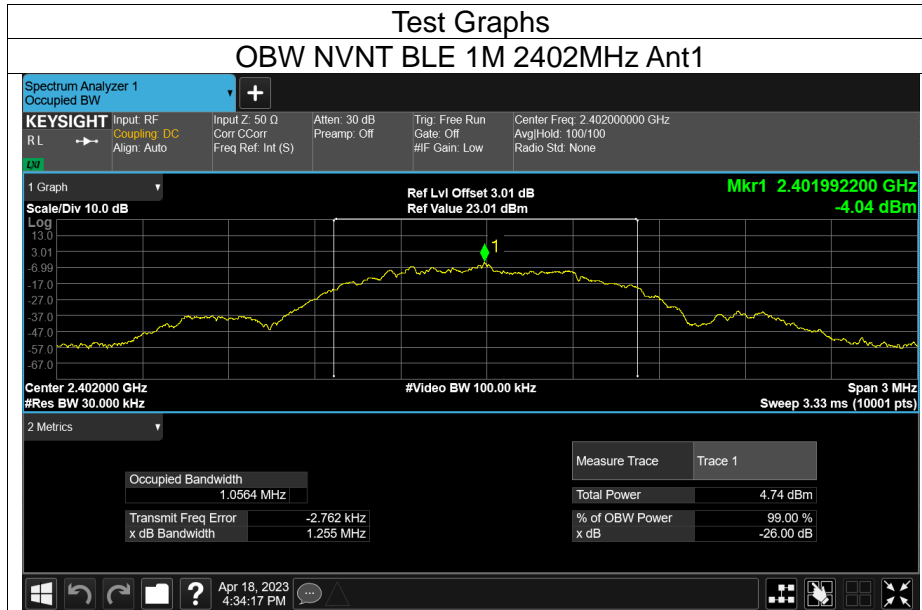 Test Graphs
OBW NVNT BLE 1M 2402MHz Ant1
Spectrum Analyzer 1
Occupied BW
+
KEYSIGHT Input: RF Input Z: 50 Ω Atten: 30 dB Trig: Free Run Center Freq: 2.402000000 GHz
R L Coupling: DC Corr CCorr Preamp: Off Gate: Off Avg|Hold: 100/100
Align: Auto Freq Ref: Int (S) #IF Gain: Low Radio Std: None
LXI
1 Graph Ref Lvl Offset 3.01 dB Mkr1 2.401992200 GHz
Scale/Div 10.0 dB Ref Value 23.01 dBm -4.04 dBm
Log
13.0
3.01 1
-6.99
-17.0
-27.0
-37.0
-47.0
-57.0
-67.0
Center 2.402000 GHz #Video BW 100.00 kHz Span 3 MHz
#Res BW 30.000 kHz Sweep 3.33 ms (10001 pts)
2 Metrics
Measure Trace Trace 1
Occupied Bandwidth
1.0564 MHz Total Power 4.74 dBm
Transmit Freq Error -2.762 kHz % of OBW Power 99.00 %
x dB Bandwidth 1.255 MHz x dB -26.00 dB
? Apr 18, 2023
4:34:17 PM